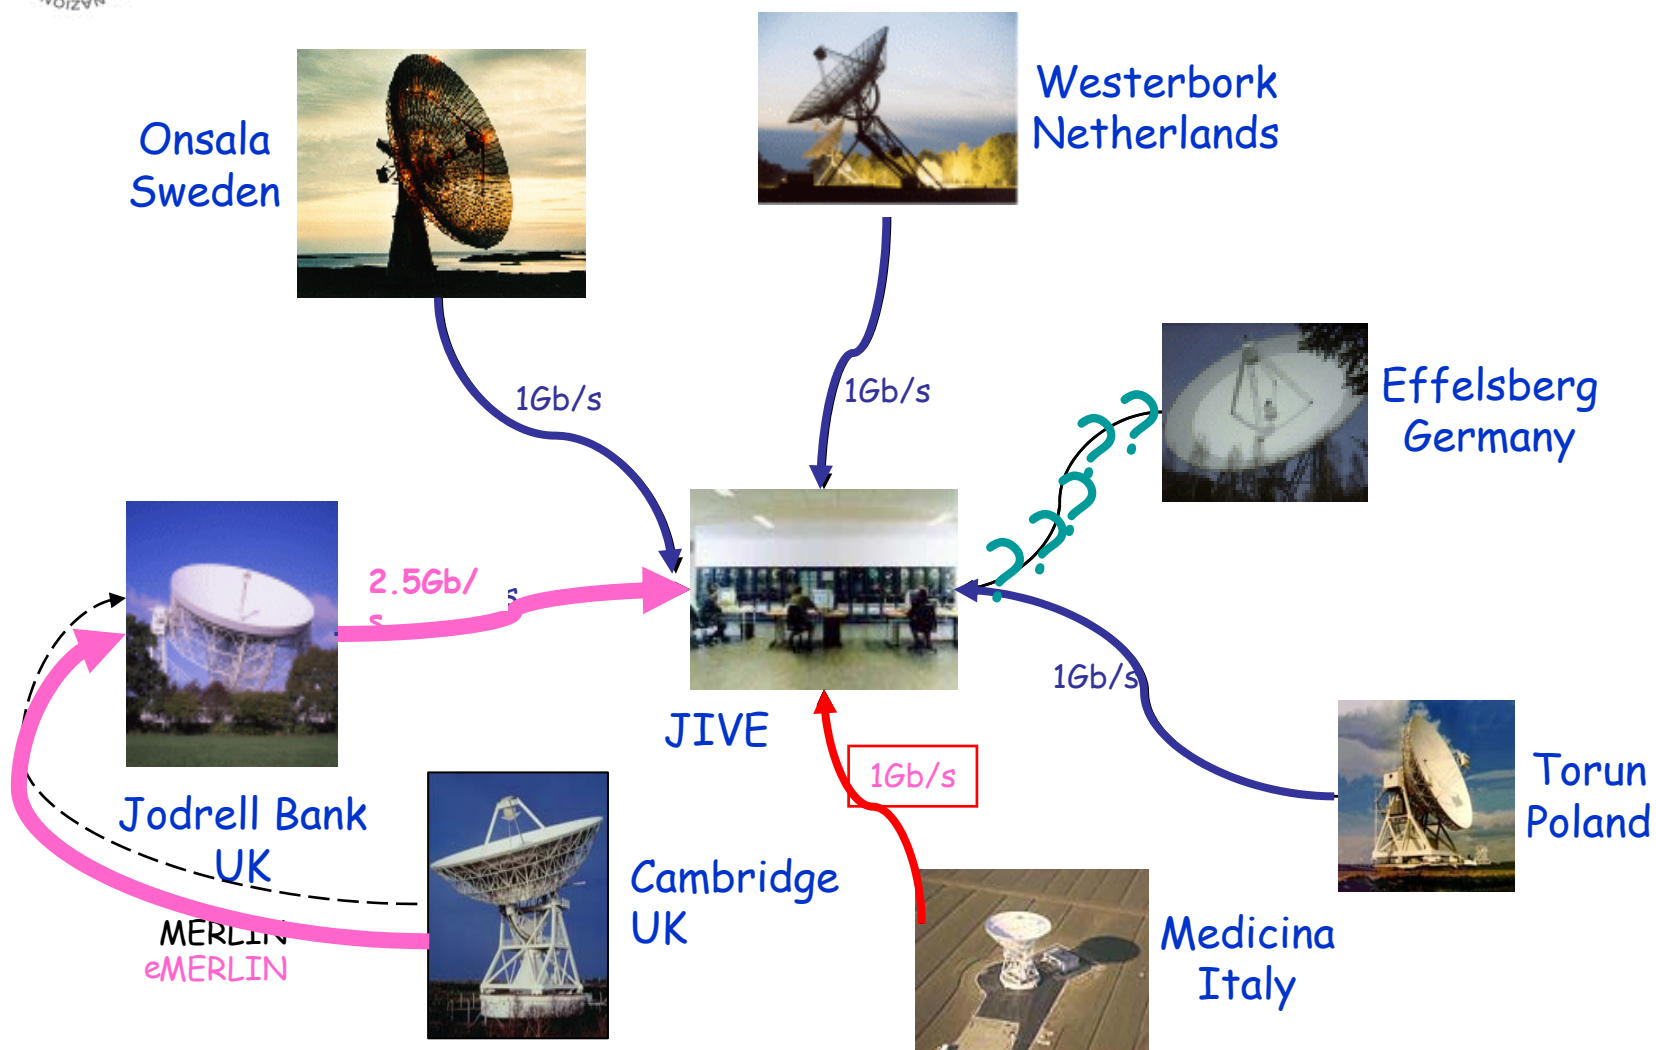 Onsala
Sweden
Westerbork
Netherlands
1Gb/s
1Gb/s
Effelsberg
Germany
?????
2.5Gb/
s
1Gb/s
JIVE
1Gb/s
Torun
Poland
Jodrell Bank
UK
Cambridge
UK
MERLIN
eMERLIN
Medicina
Italy